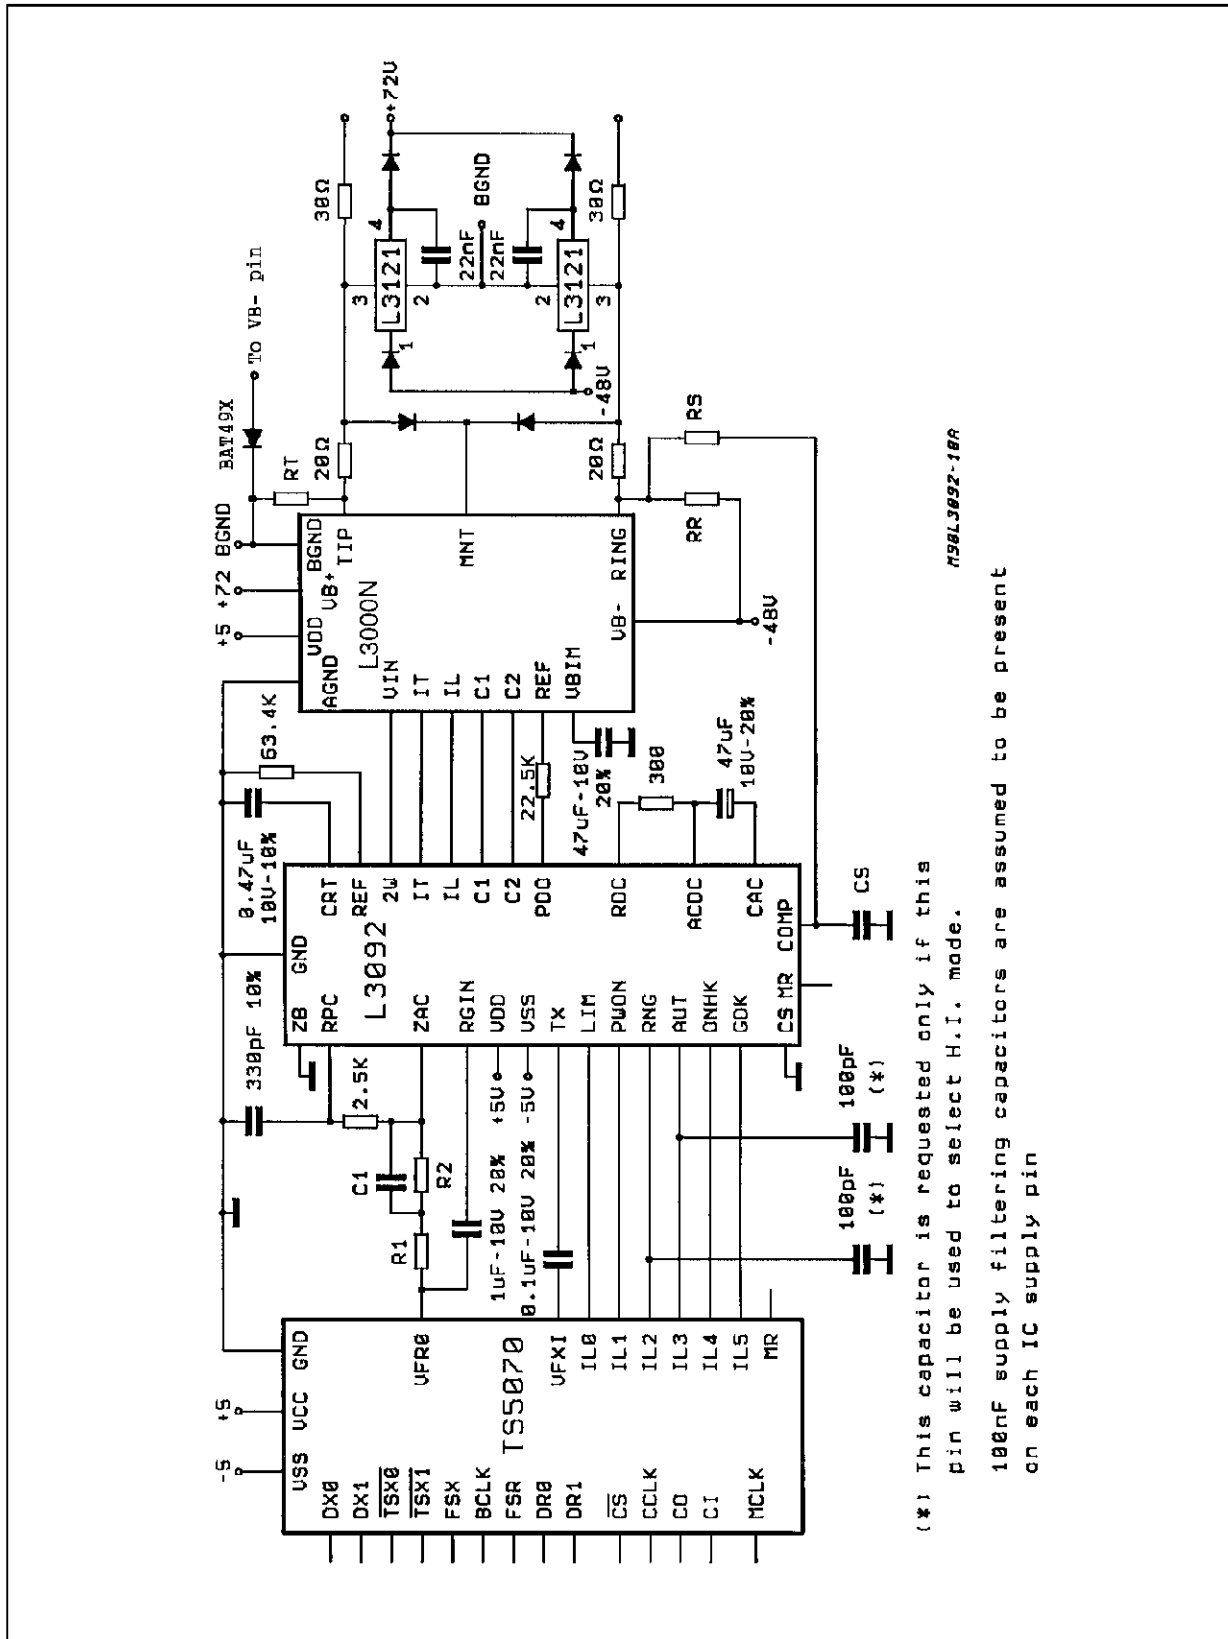 -5
+5
VSS
VCC
GND
DX0
DX1
TSX0
TSX1
FSX
BCLK
FSR
DR0
DR1
CS
CCLK
CO
CI
MCLK
TS5070
VFR0
VFXI
IL0
IL1
IL2
IL3
IL4
IL5
MR
R1
C1
R2
2.5K
330pF 10%
1uF-10V 20%
+5V
0.1uF-10V 20%
-5V
100pF
(*)
100pF
(*)
ZB
GND
RPC
L3092
ZAC
RGIN
VDD
VSS
TX
LIM
PWON
RNG
AUT
ONHK
GDK
CS
MR
COMP
CRT
REF
2W
IT
IL
C1
C2
PDO
RDC
ACDC
CAC
CS
0.47uF
10V-10%
63.4K
22.5K
47uF-10V
20%
300
47uF
10V-20%
+5
+72
BGND
AGND
VDD
VB+
BGND
TIP
L3000N
VIN
IT
IL
C1
C2
REF
VBIM
MNT
VB-
RING
-48V
RT
BAT49X
To VB- pin
20Ω
20Ω
RR
RS
30Ω
30Ω
+72V
3
4
L3121
2
1
22nF
22nF
BGND
2
4
L3121
3
1
-48V
M98L3092-18A
(*) This capacitor is requested only if this
pin will be used to select H.I. mode.
100nF supply filtering capacitors are assumed to be present
on each IC supply pin